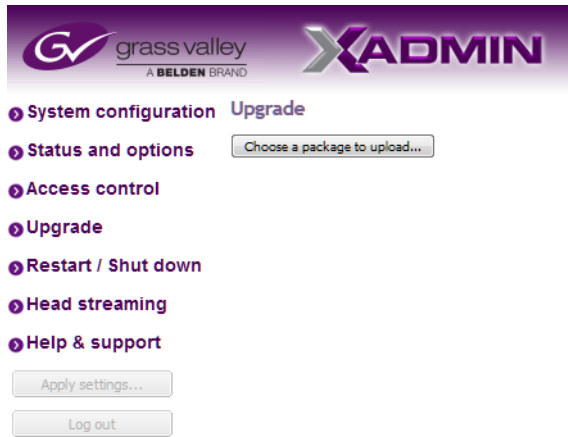 GV grass valley
A BELDEN BRAND
XADMIN
System configuration
Status and options
Access control
Upgrade
Restart / Shut down
Head streaming
Help & support
Apply settings...
Log out
Upgrade
Choose a package to upload...